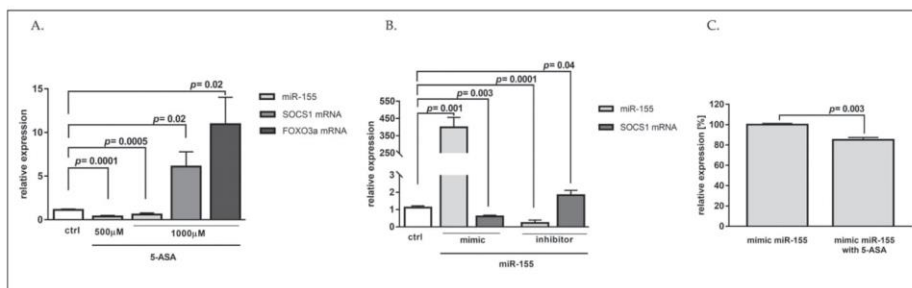 A.
p= 0.02
p= 0.02
p= 0.0005
p= 0.0001
relative expression
15
10
5
0
ctrl 500μM 1000μM
5-ASA
miR-155
SOCS1 mRNA
FOXO3a mRNA
B.
p= 0.04
p= 0.0001
p= 0.003
p= 0.001
relative expression
450
300
150
4
3
2
1
0
ctrl mimic inhibitor
miR-155
miR-155
SOCS1 mRNA
C.
p= 0.003
relative expression [%]
100
80
60
40
20
0
mimic miR-155 mimic miR-155
with 5-ASA